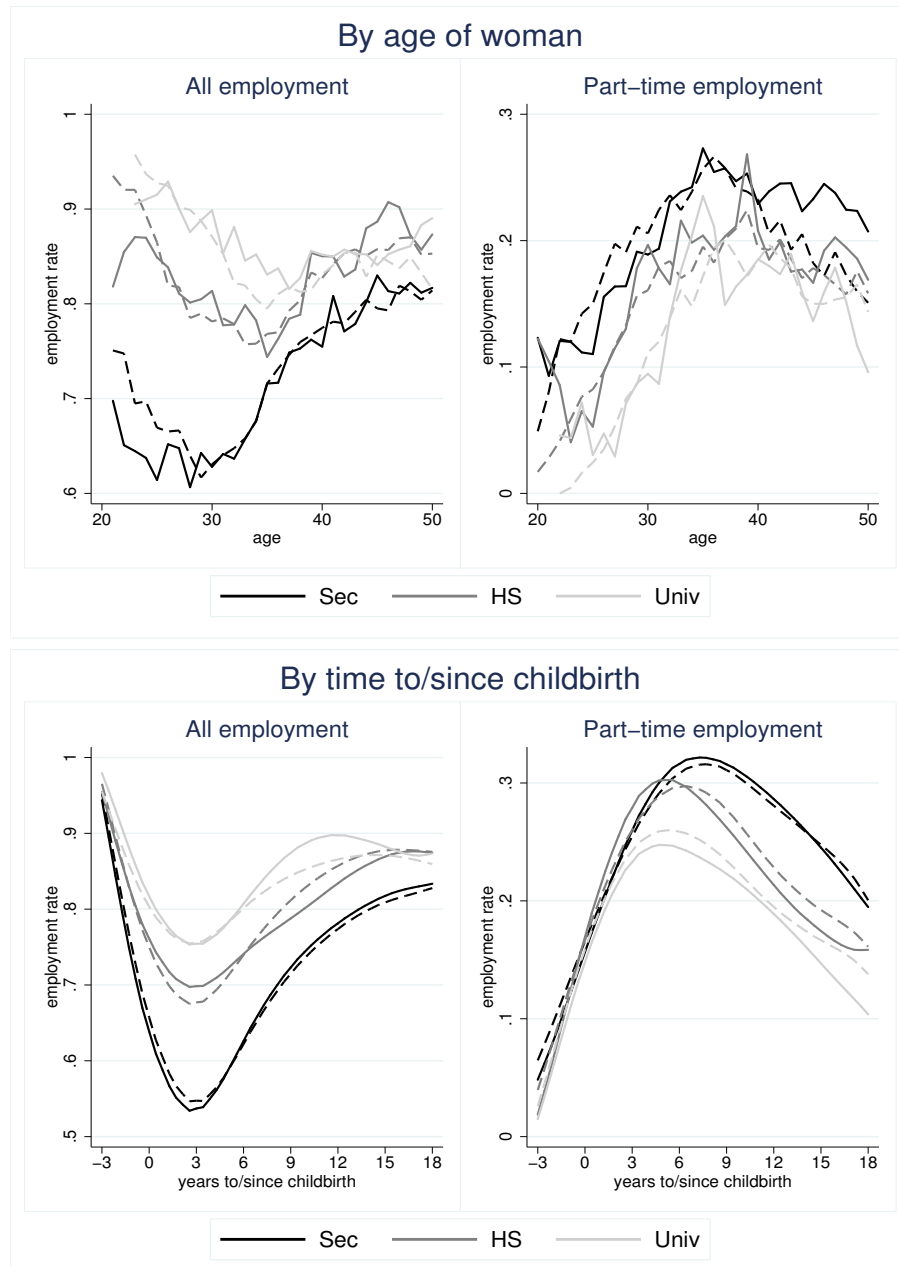 By age of woman
All employment
Part−time employment
employment rate
1
.9
.8
.7
.6
20 30 40 50
age
employment rate
.3
.2
.1
0
20 30 40 50
age
Sec HS Univ
By time to/since childbirth
All employment
Part−time employment
employment rate
1
.9
.8
.7
.6
.5
−3 0 3 6 9 12 15 18
years to/since childbirth
employment rate
.3
.2
.1
0
−3 0 3 6 9 12 15 18
years to/since childbirth
Sec HS Univ